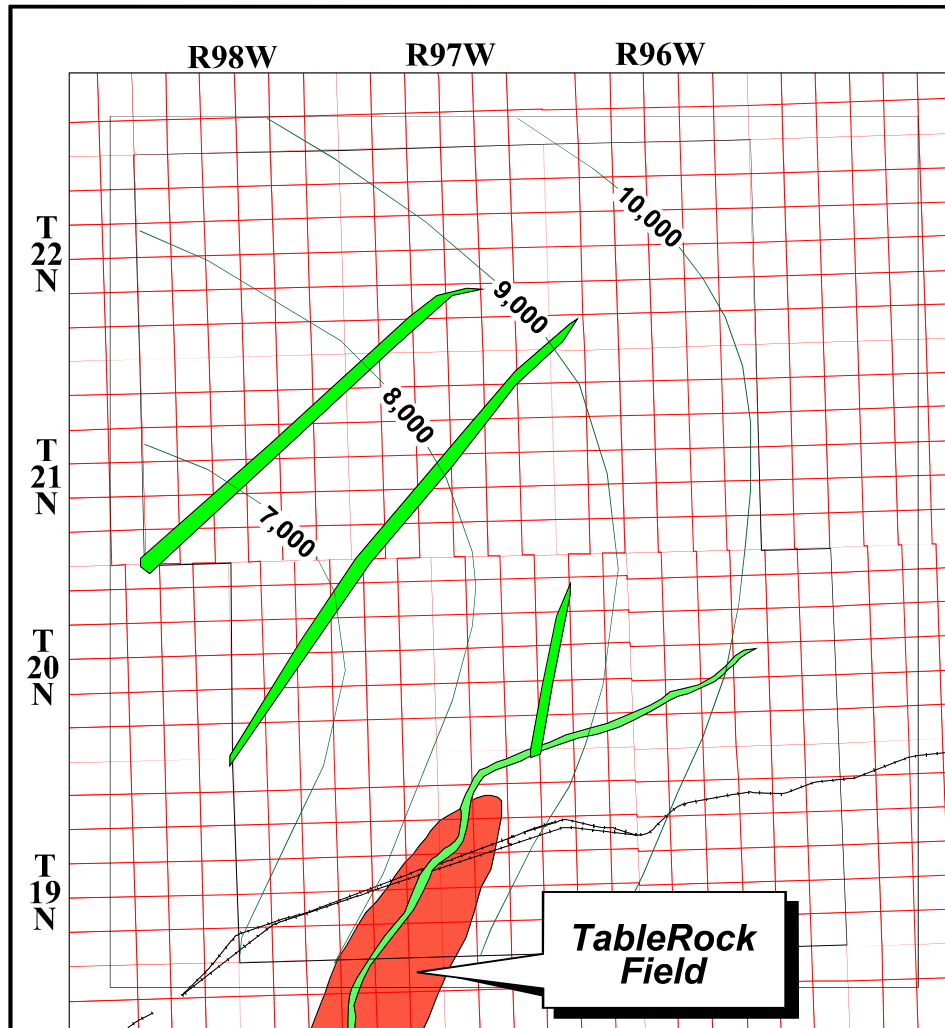 R98W R97W R96W
10,000
T
22
N
9,000
8,000
T
21
N
7,000
T
20
N
T
19
N
TableRock
Field